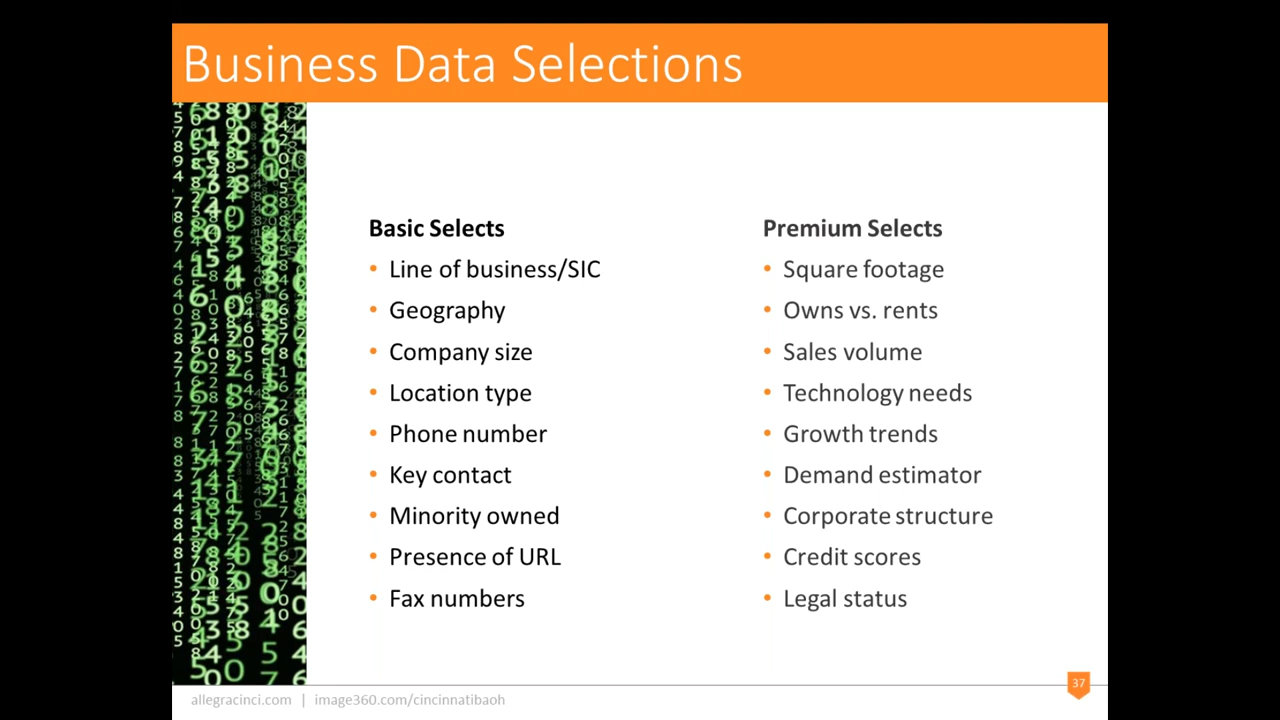 Business Data Selections
Basic Selects
• Line of business/SIC
• Geography
• Company size
• Location type
• Phone number
• Key contact
• Minority owned
• Presence of URL
• Fax numbers
Premium Selects
• Square footage
• Owns vs. rents
• Sales volume
• Technology needs
• Growth trends
• Demand estimator
• Corporate structure
• Credit scores
• Legal status
allegracinci.com | image360.com/cincinnatibaoh
37